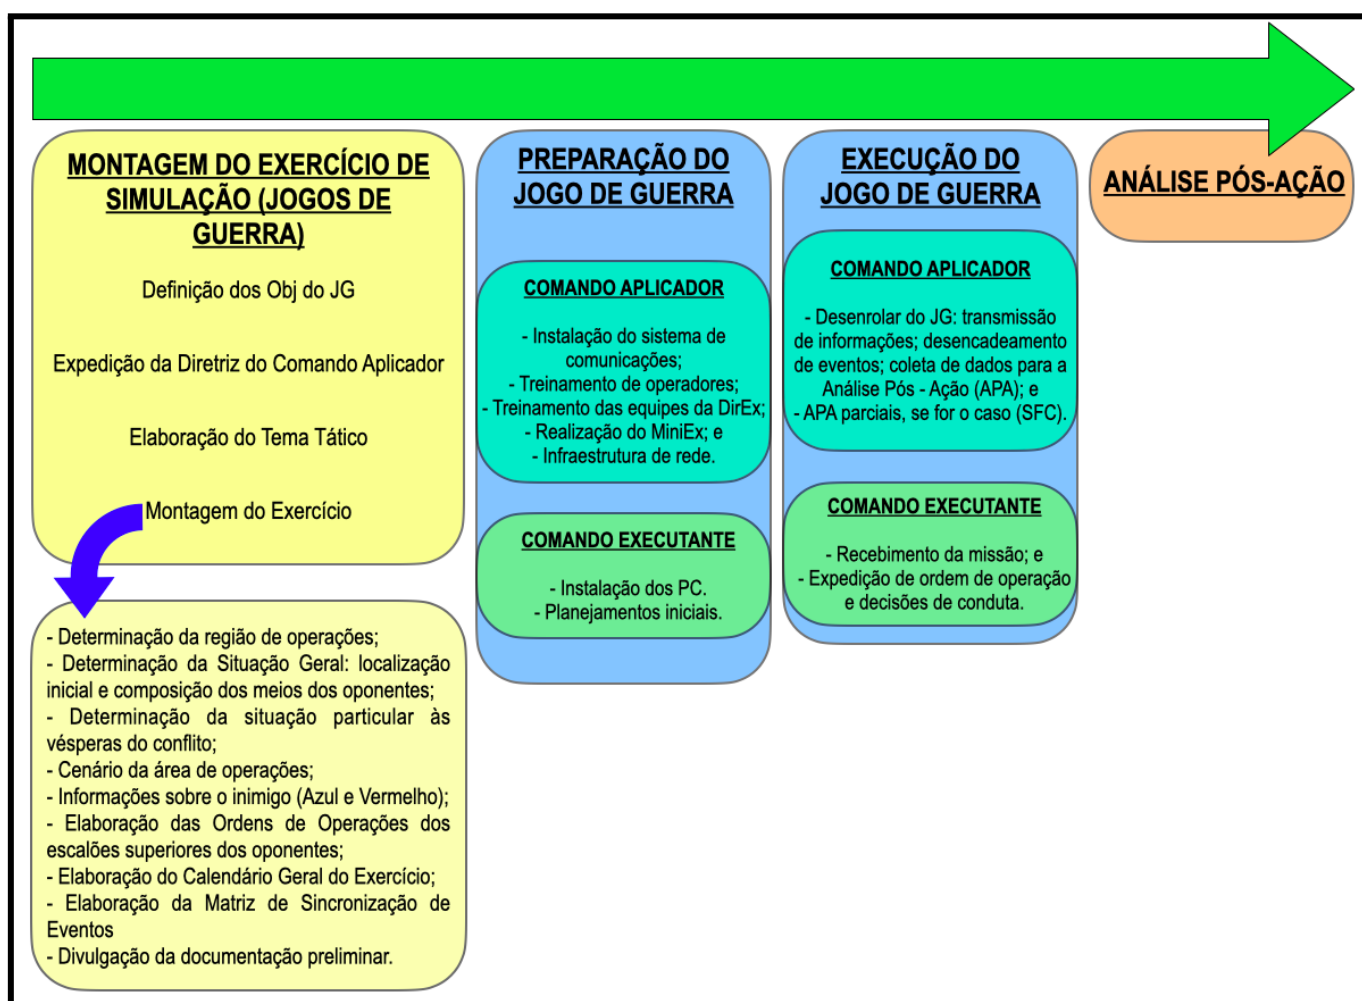 MONTAGEM DO EXERCÍCIO DE
SIMULAÇÃO (JOGOS DE
GUERRA)
Definição dos Obj do JG
Expedição da Diretriz do Comando Aplicador
Elaboração do Tema Tático
Montagem do Exercício
- Determinação da região de operações;
- Determinação da Situação Geral: localização
inicial e composição dos meios dos oponentes;
- Determinação da situação particular às
vésperas do conflito;
- Cenário da área de operações;
- Informações sobre o inimigo (Azul e Vermelho);
- Elaboração das Ordens de Operações dos
escalões superiores dos oponentes;
- Elaboração do Calendário Geral do Exercício;
- Elaboração da Matriz de Sincronização de
Eventos
- Divulgação da documentação preliminar.
PREPARAÇÃO DO
JOGO DE GUERRA
COMANDO APLICADOR
- Instalação do sistema de
comunicações;
- Treinamento de operadores;
- Treinamento das equipes da DirEx;
- Realização do MiniEx; e
- Infraestrutura de rede.
COMANDO EXECUTANTE
- Instalação dos PC.
- Planejamentos iniciais.
EXECUÇÃO DO
JOGO DE GUERRA
COMANDO APLICADOR
- Desenrolar do JG: transmissão
de informações; desencadeamento
de eventos; coleta de dados para a
Análise Pós - Ação (APA); e
- APA parciais, se for o caso (SFC).
COMANDO EXECUTANTE
- Recebimento da missão; e
- Expedição de ordem de operação
e decisões de conduta.
ANÁLISE PÓS-AÇÃO